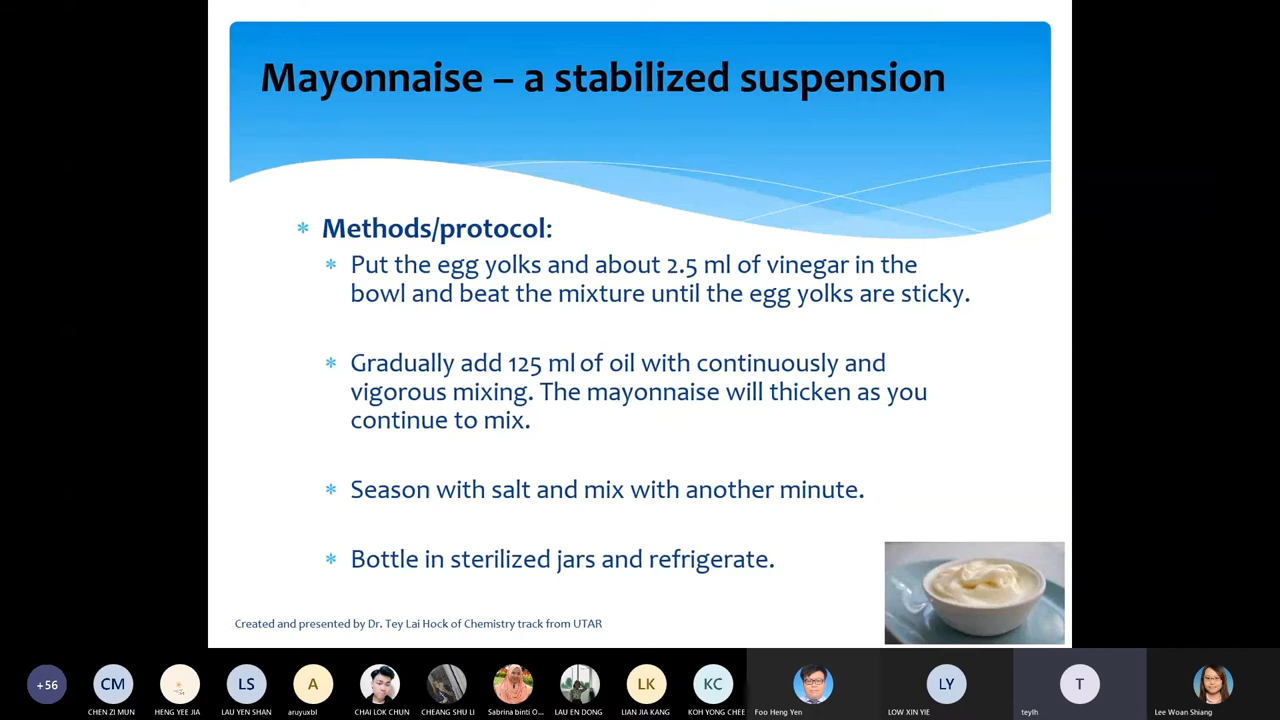 Mayonnaise – a stabilized suspension
Methods/protocol:
Put the egg yolks and about 2.5 ml of vinegar in the
bowl and beat the mixture until the egg yolks are sticky.
Gradually add 125 ml of oil with continuously and
vigorous mixing. The mayonnaise will thicken as you
continue to mix.
Season with salt and mix with another minute.
Bottle in sterilized jars and refrigerate.
Created and presented by Dr. Tey Lai Hock of Chemistry track from UTAR
+56
CM
LS
A
LK
KC
LY
T
CHEN ZI MUN
HENG YEE JIA
LAU YEN SHAN
aruyuxbl
CHAI LOK CHUN
CHEANG SHU LI
Sabrina binti O...
LAU EN DONG
LIAN JIA KANG
KOH YONG CHEE
Foo Heng Yen
LOW XIN YIE
teylh
Lee Woan Shiang